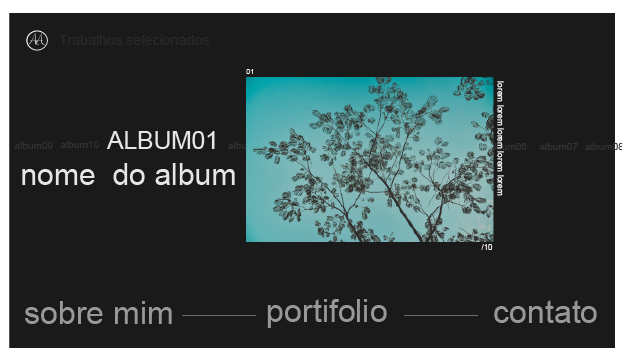 Trabalhos selecionados
01
lorem lorem lorem lorem lorem
album09 album10 ALBUM01 album06 album07 album08
nome do album
/10
sobre mim portifolio contato